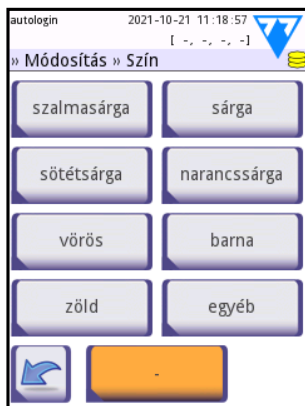 autologin 2021-10-21 11:18:57
[ -, -, -, -]
» Módosítás » Szín
szalmasárga sárga
sötétsárga narancssárga
vörös barna
zöld egyéb
-